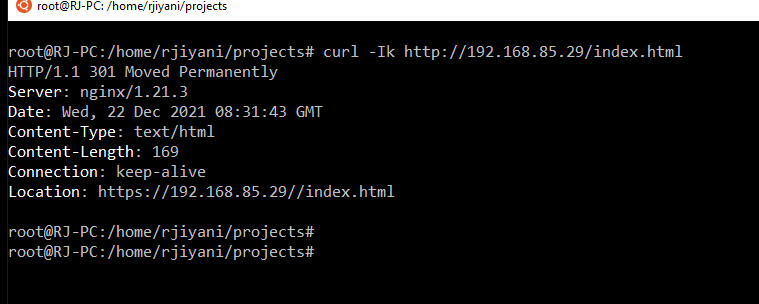 root@RJ-PC: /home/rjiyani/projects
root@RJ-PC:/home/rjiyani/projects# curl -Ik http://192.168.85.29/index.html
HTTP/1.1 301 Moved Permanently
Server: nginx/1.21.3
Date: Wed, 22 Dec 2021 08:31:43 GMT
Content-Type: text/html
Content-Length: 169
Connection: keep-alive
Location: https://192.168.85.29//index.html
root@RJ-PC:/home/rjiyani/projects#
root@RJ-PC:/home/rjiyani/projects#